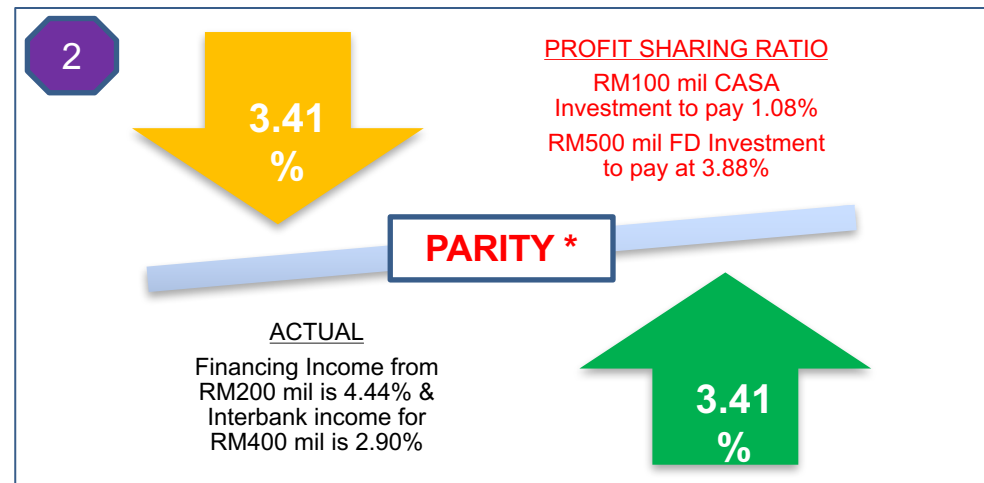 2
3.41
%
PROFIT SHARING RATIO
RM100 mil CASA
Investment to pay 1.08%
RM500 mil FD Investment
to pay at 3.88%
PARITY *
ACTUAL
Financing Income from
RM200 mil is 4.44% &
Interbank income for
RM400 mil is 2.90%
3.41
%